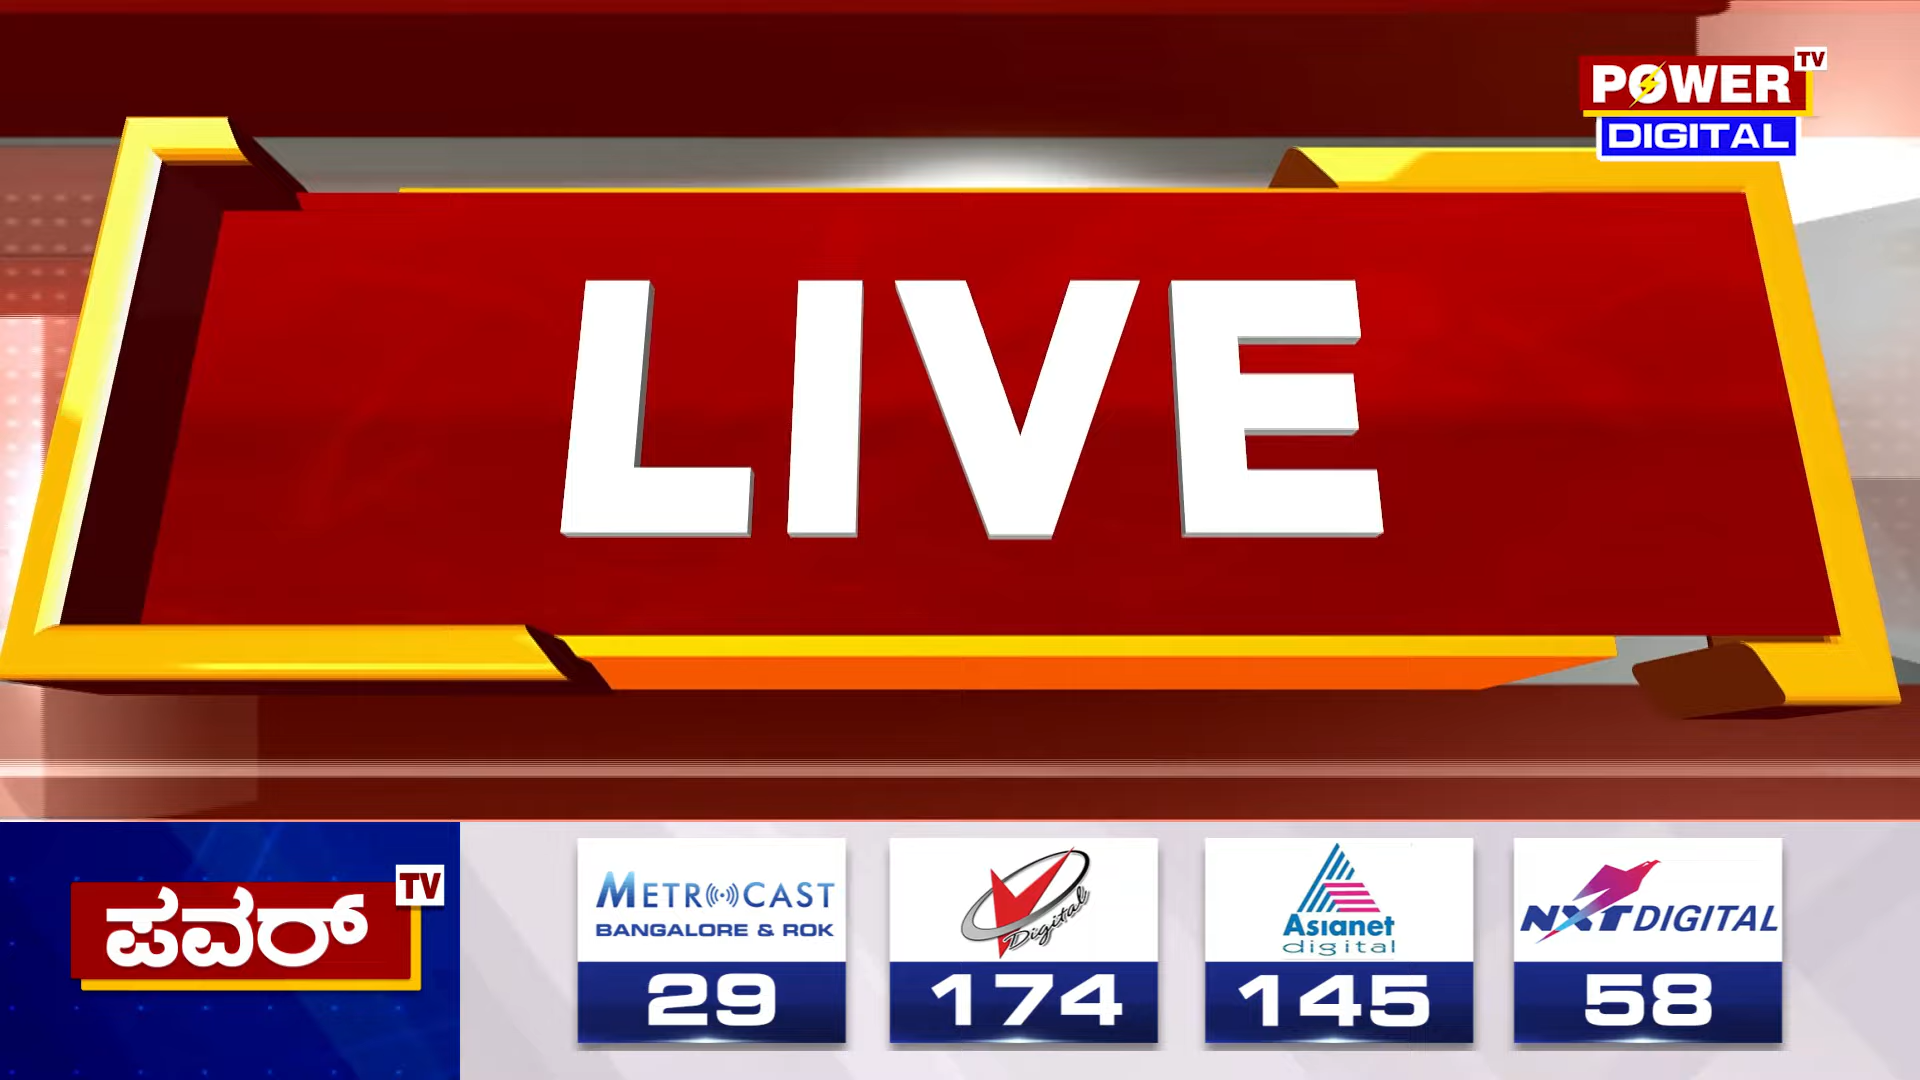 POWER TV
DIGITAL
LIVE
ಪವರ್ TV
METROCAST
BANGALORE & ROK
29
Digital
174
Asianet
digital
145
NXTDIGITAL
58